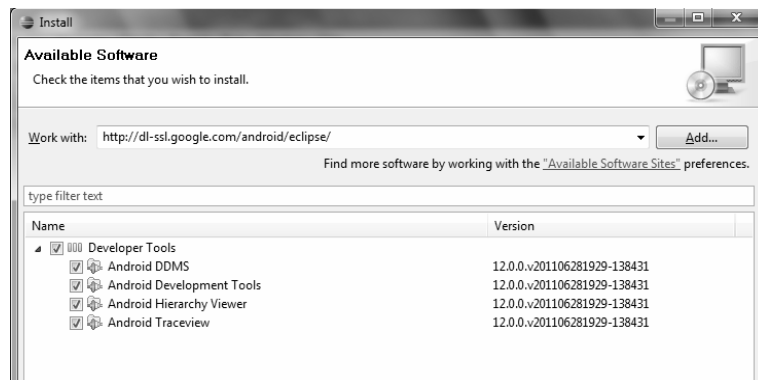 Install
Available Software
Check the items that you wish to install.
Work with: http://dl-ssl.google.com/android/eclipse/ Add...
Find more software by working with the "Available Software Sites" preferences.
type filter text
Name Version
Developer Tools
Android DDMS 12.0.0.v201106281929-138431
Android Development Tools 12.0.0.v201106281929-138431
Android Hierarchy Viewer 12.0.0.v201106281929-138431
Android Traceview 12.0.0.v201106281929-138431